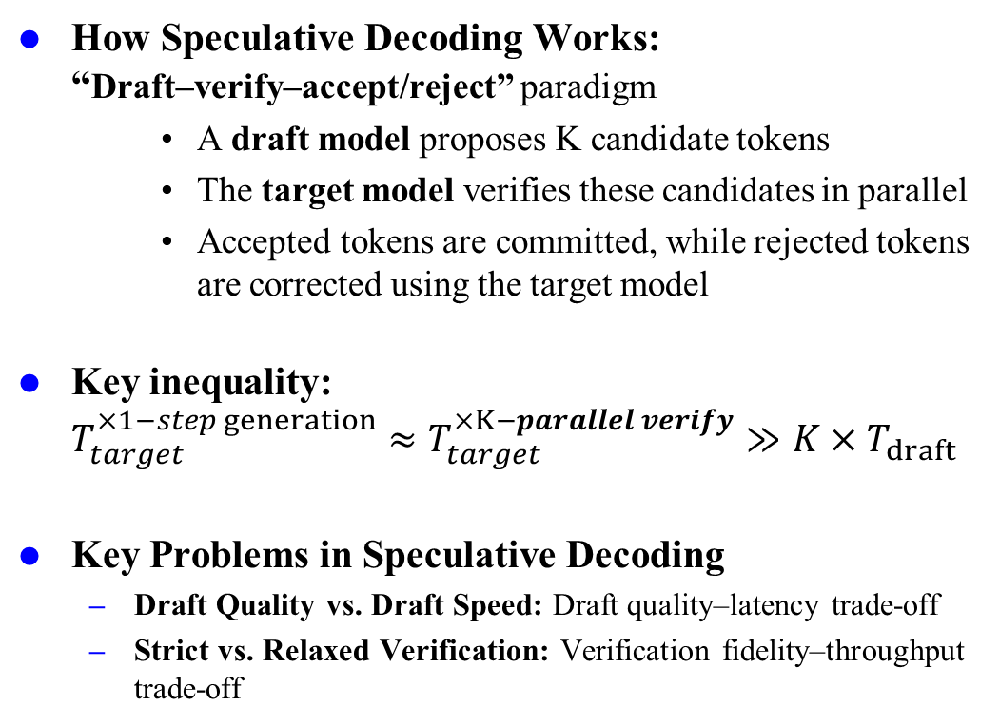 ● How Speculative Decoding Works:
“Draft–verify–accept/reject” paradigm
• A draft model proposes K candidate tokens
• The target model verifies these candidates in parallel
• Accepted tokens are committed, while rejected tokens
are corrected using the target model
● Key inequality:
$T_{target}^{\times 1-step\ \text{generation}} \approx T_{target}^{\times \text{K}-\boldsymbol{parallel\ verify}} \gg K \times T_{\text{draft}}$
● Key Problems in Speculative Decoding
– Draft Quality vs. Draft Speed: Draft quality–latency trade-off
– Strict vs. Relaxed Verification: Verification fidelity–throughput
trade-off